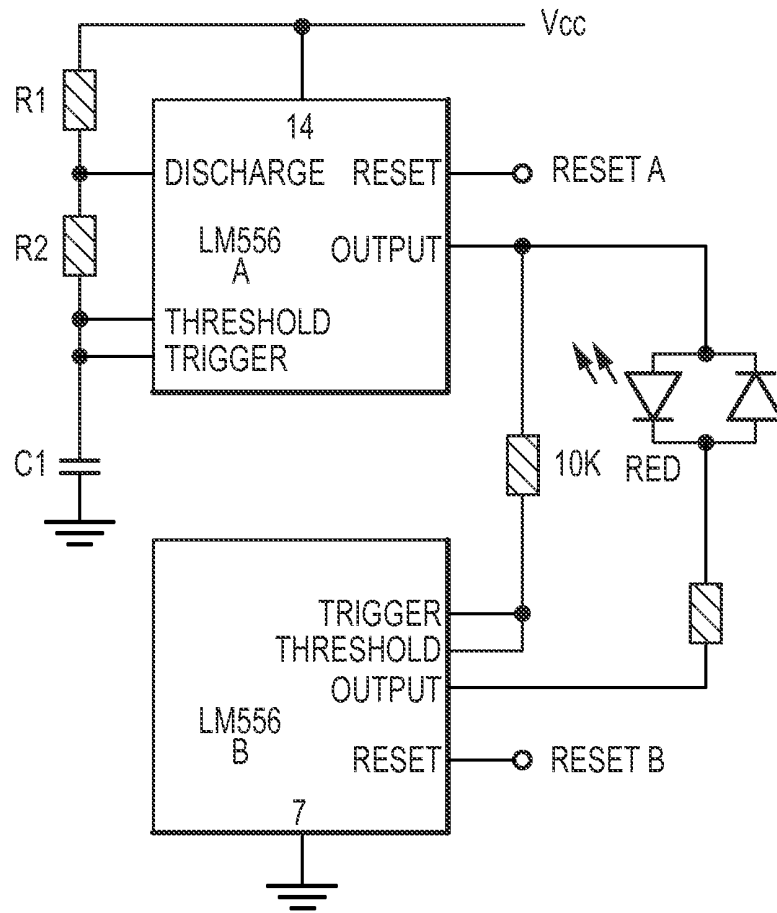 Vcc
R1
14
DISCHARGE
RESET
RESET A
R2
LM556
A
OUTPUT
THRESHOLD
TRIGGER
C1
10K
RED
TRIGGER
THRESHOLD
OUTPUT
LM556
B
RESET
RESET B
7